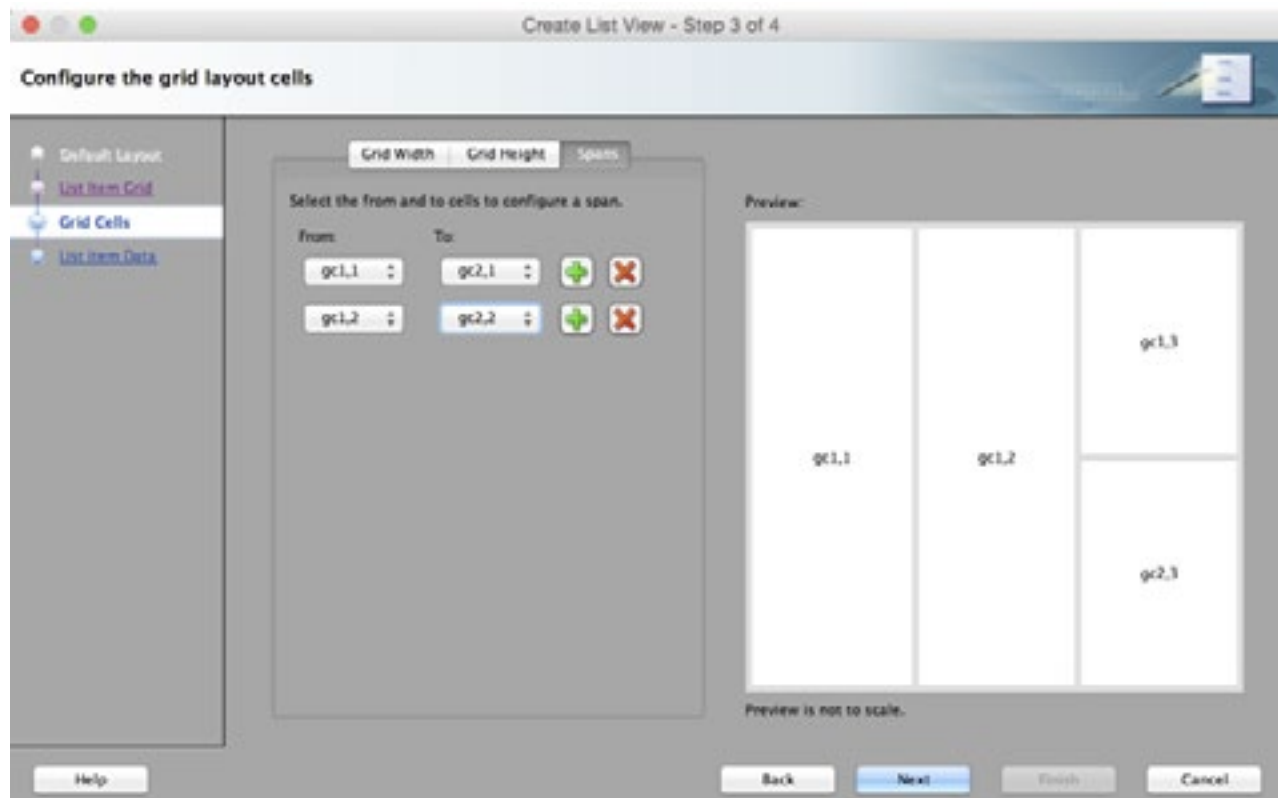 Create List View - Step 3 of 4
Configure the grid layout cells
Default Layout
List Item Grid
Grid Cells
List Item Data
Grid Width Grid Height Spans
Select the from and to cells to configure a span.
From: To:
gc1,1 gc2,1
gc1,2 gc2,2
Preview:
gc1,1
gc1,2
gc1,3
gc2,3
Preview is not to scale.
Help Back Next Finish Cancel